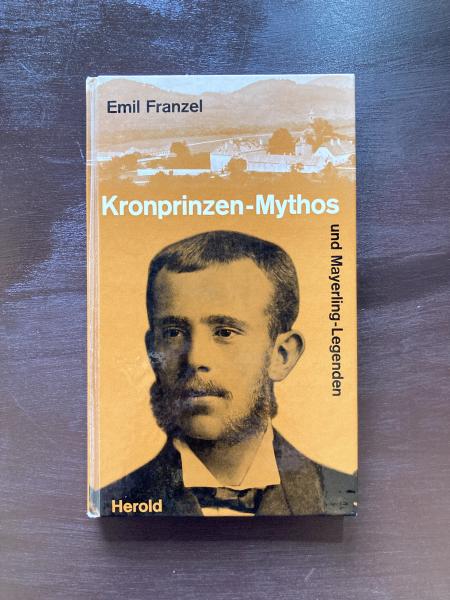 Emil Franzel
Kronprinzen-Mythos
und Mayerling-Legenden
Herold